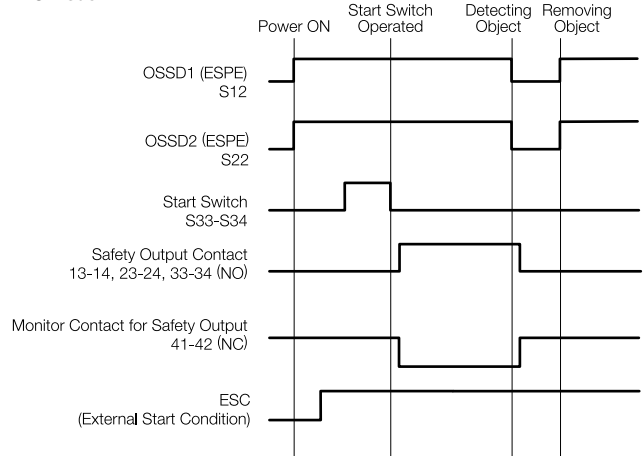 Power ON
Start Switch
Operated
Detecting
Object
Removing
Object
OSSD1 (ESPE)
S12
OSSD2 (ESPE)
S22
Start Switch
S33-S34
Safety Output Contact
13-14, 23-24, 33-34 (NO)
Monitor Contact for Safety Output
41-42 (NC)
ESC
(External Start Condition)